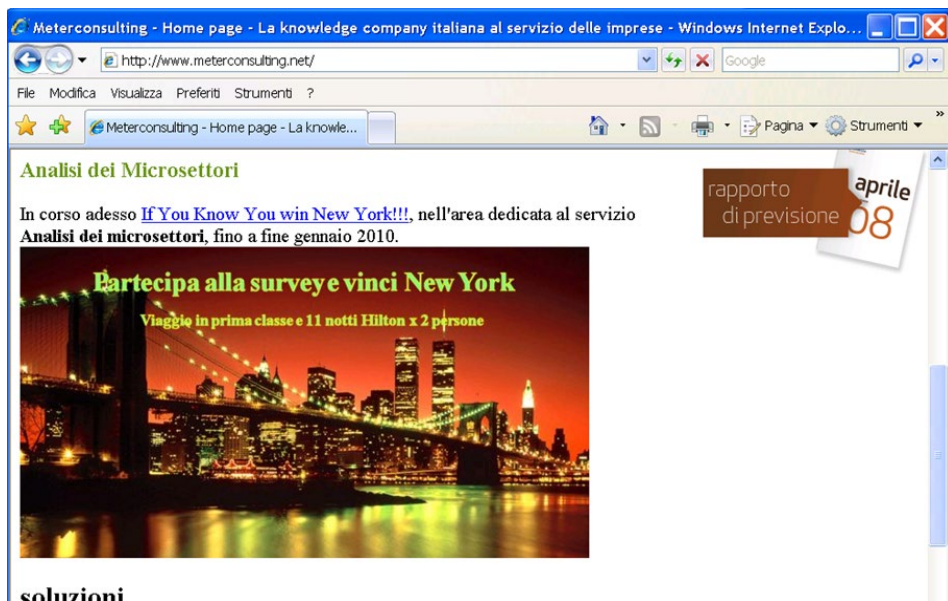 Meterconsulting - Home page - La knowledge company italiana al servizio delle imprese - Windows Internet Explo...
http://www.meterconsulting.net/
Google
File Modifica Visualizza Preferiti Strumenti ?
Meterconsulting - Home page - La knowle...
Pagina
Strumenti
»
Analisi dei Microsettori
In corso adesso If You Know You win New York!!!, nell'area dedicata al servizio
Analisi dei microsettori, fino a fine gennaio 2010.
rapporto
di previsione
aprile
08
Partecipa alla survey e vinci New York
Viaggio in prima classe e 11 notti Hilton x 2 persone
soluzioni